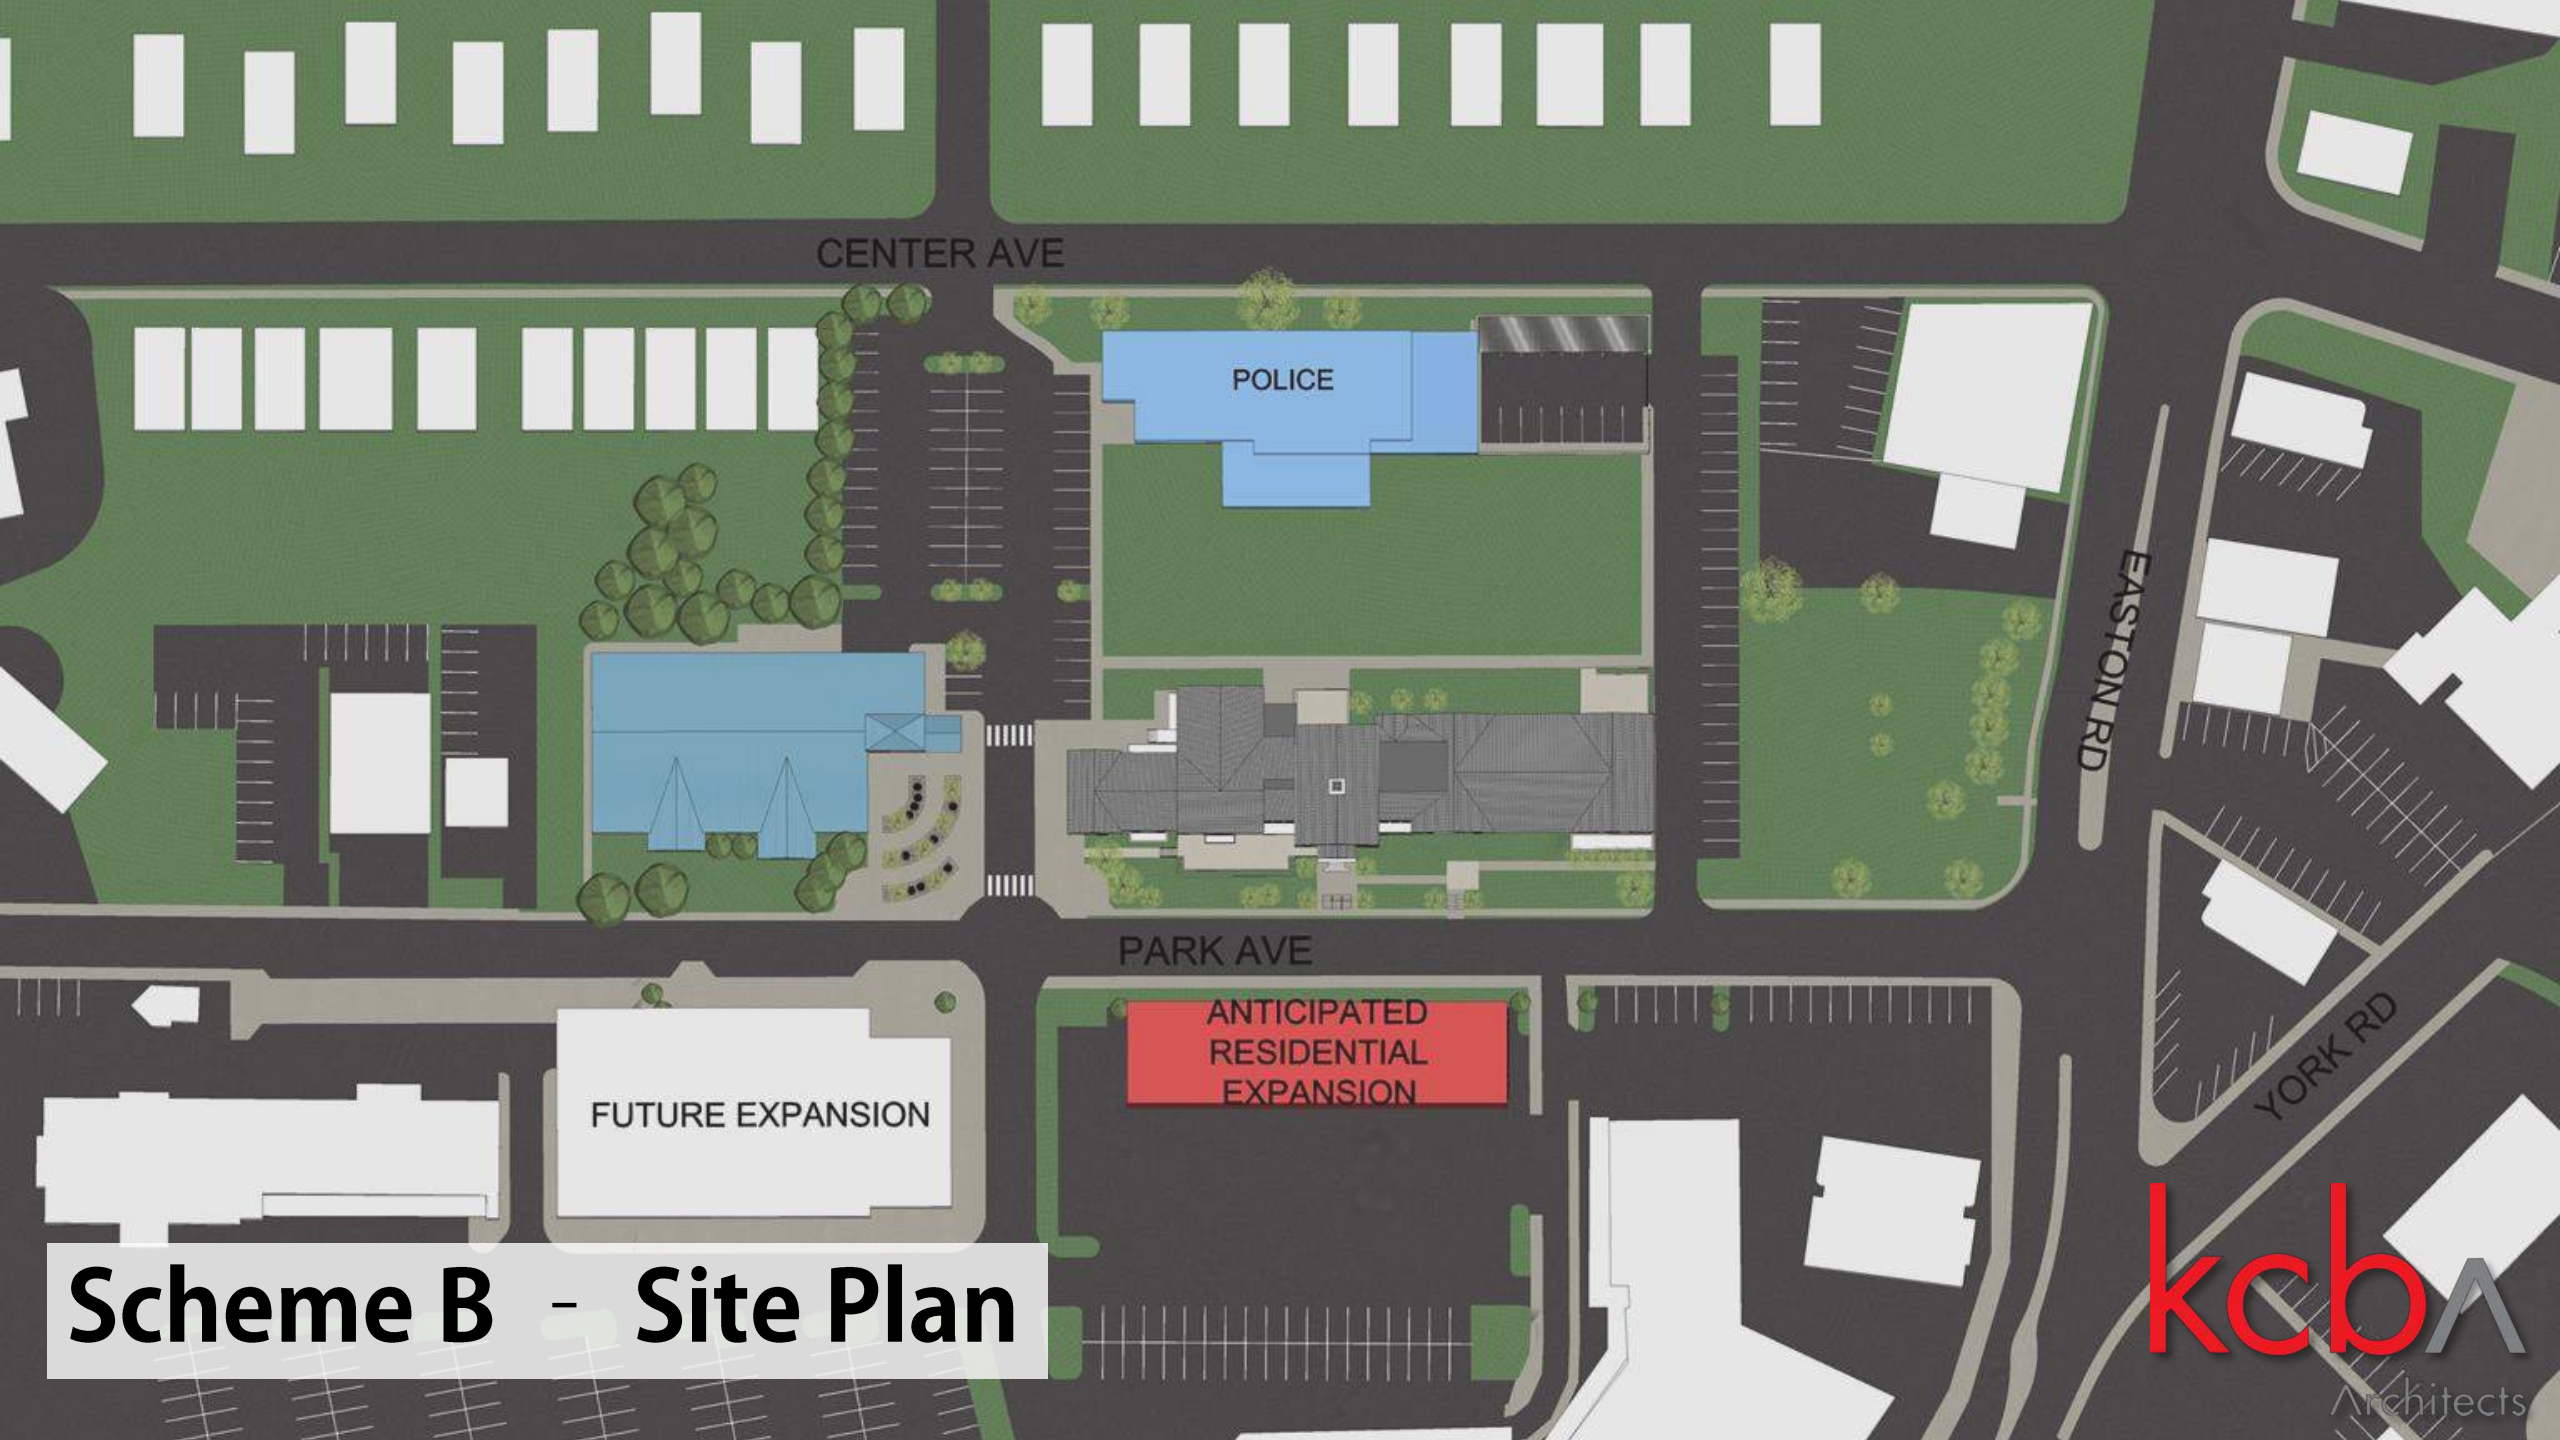 CENTER AVE
POLICE
EASTON RD
PARK AVE
ANTICIPATED
RESIDENTIAL
EXPANSION
FUTURE EXPANSION
YORK RD
Scheme B - Site Plan
kcba
Architects